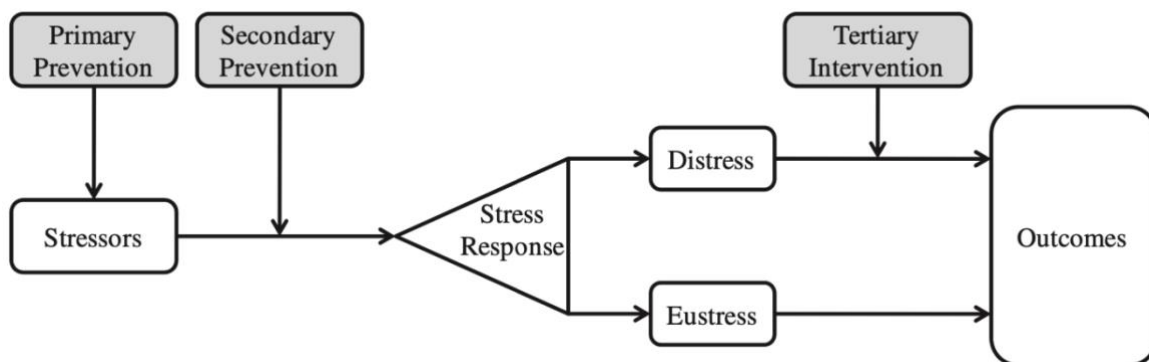 Primary
Prevention
Secondary
Prevention
Tertiary
Intervention
Stressors
Stress
Response
Distress
Eustress
Outcomes